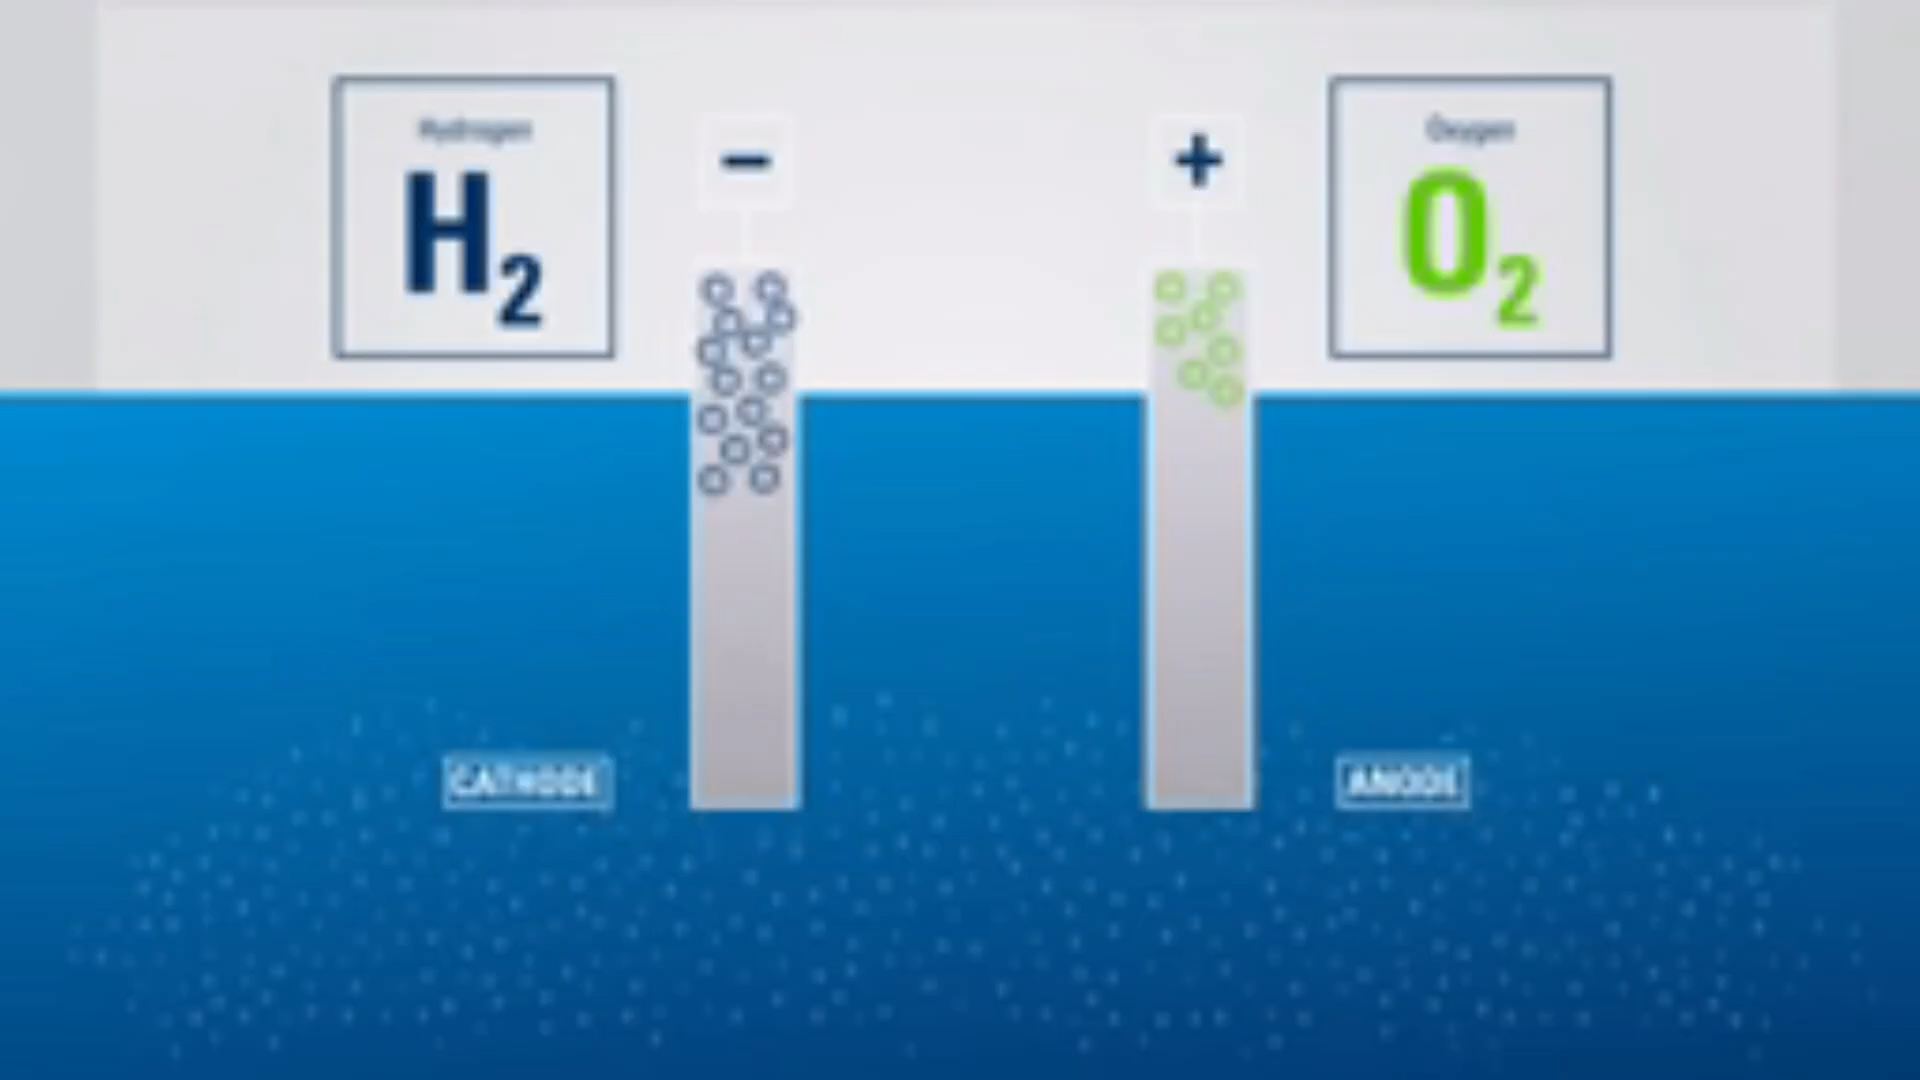 Hydrogen
H₂
−
+
Oxygen
O₂
CATHODE
ANODE